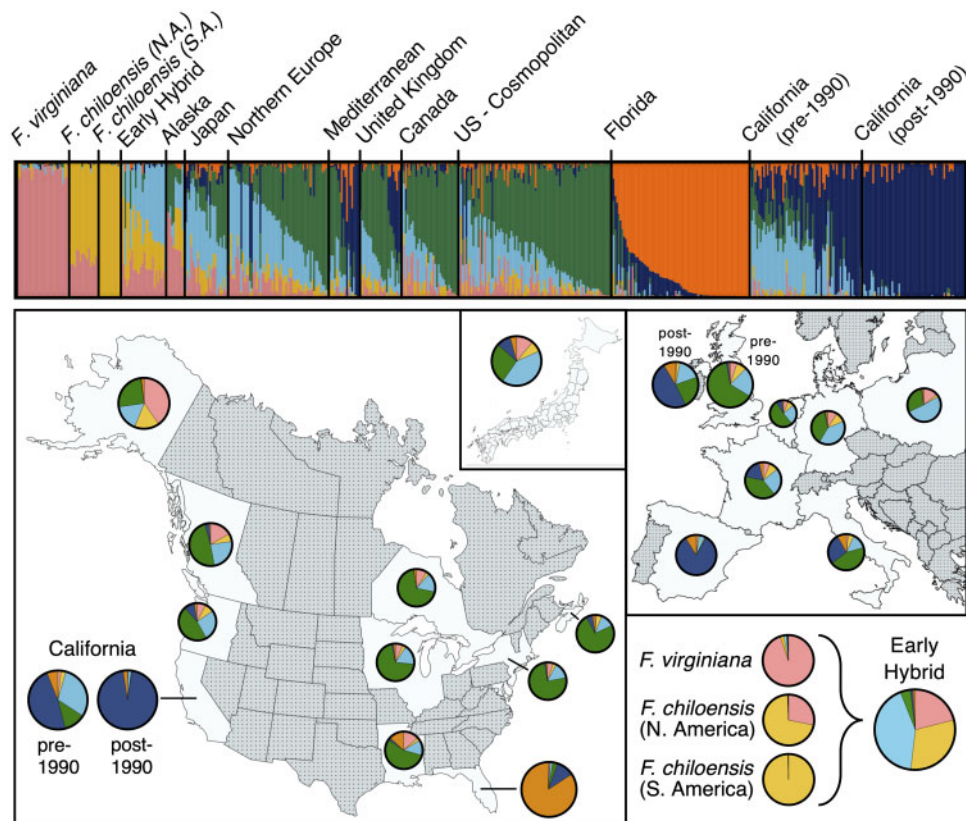 F. virginiana
F. chiloensis (N.A.)
F. chiloensis (S.A.)
Early Hybrid
Alaska
Japan
Northern Europe
Mediterranean
United Kingdom
Canada
US - Cosmopolitan
Florida
California
(pre-1990)
California
(post-1990)
post-
1990
pre-
1990
California
pre-
1990
post-
1990
F. virginiana
F. chiloensis
(N. America)
F. chiloensis
(S. America)
Early
Hybrid